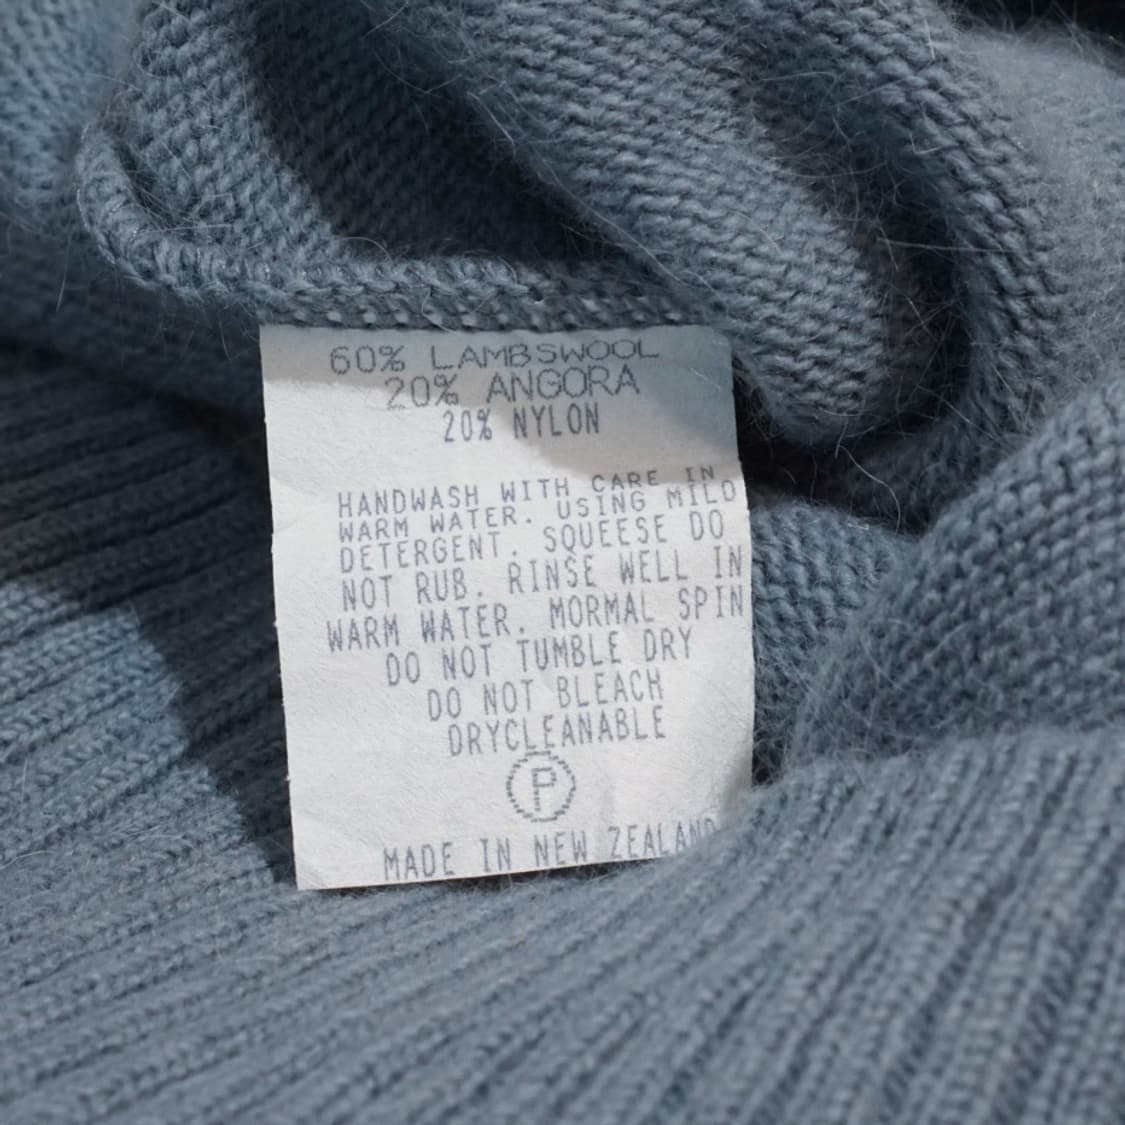 60% LAMBSWOOL
20% ANGORA
20% NYLON
HANDWASH WITH CARE IN
WARM WATER. USING MILD
DETERGENT. SQUEESE DO
NOT RUB. RINSE WELL IN
WARM WATER. MORMAL SPIN
DO NOT TUMBLE DRY
DO NOT BLEACH
DRYCLEANABLE
P
MADE IN NEW ZEALAND